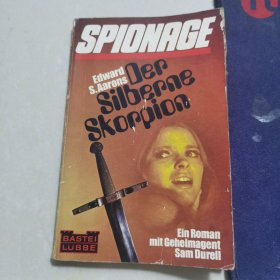 SPIONAGE
Edward
S. Aarons
Der
Silberne
Skorpion
Ein Roman
mit Geheimagent
Sam Durell
BASTEI
LÜBBE